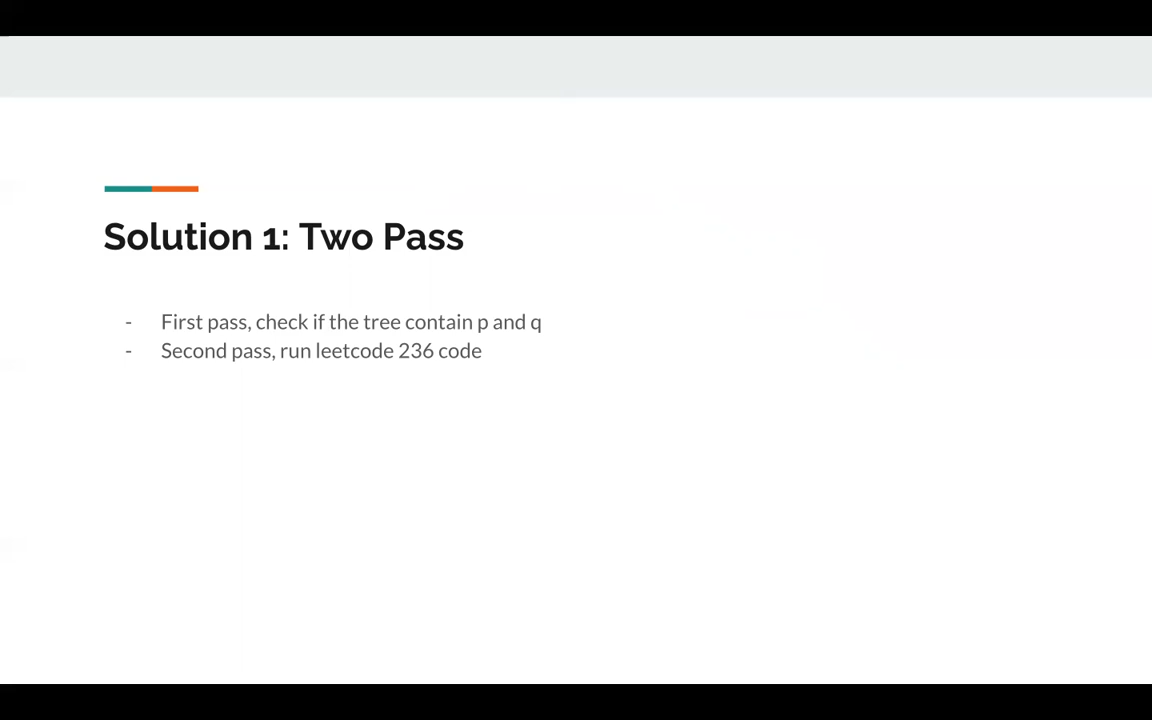 Solution 1: Two Pass
- First pass, check if the tree contain p and q
- Second pass, run leetcode 236 code